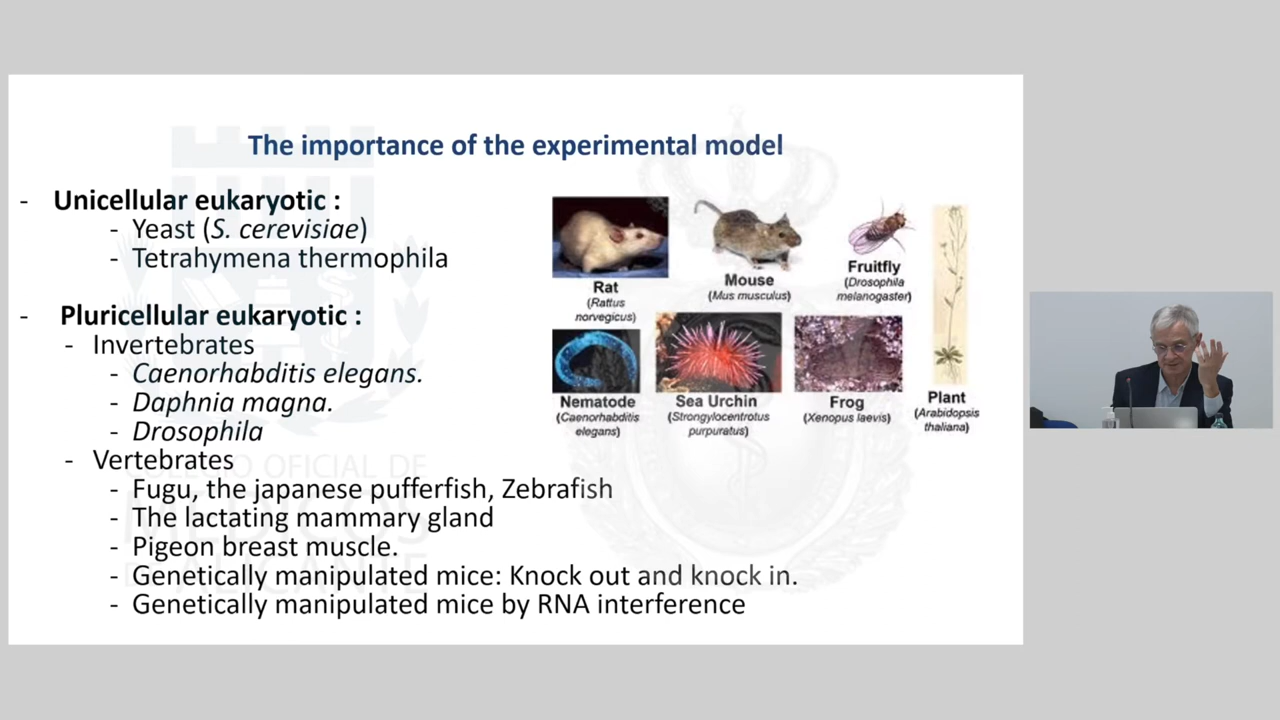 The importance of the experimental model
- Unicellular eukaryotic :
- Yeast (S. cerevisiae)
- Tetrahymena thermophila
- Pluricellular eukaryotic :
- Invertebrates
- Caenorhabditis elegans.
- Daphnia magna.
- Drosophila
- Vertebrates
- Fugu, the japanese pufferfish, Zebrafish
- The lactating mammary gland
- Pigeon breast muscle.
- Genetically manipulated mice: Knock out and knock in.
- Genetically manipulated mice by RNA interference
Rat
(Rattus
norvegicus)
Mouse
(Mus musculus)
Fruitfly
(Drosophila
melanogaster)
Nematode
(Caenorhabditis
elegans)
Sea Urchin
(Strongylocentrotus
purpuratus)
Frog
(Xenopus laevis)
Plant
(Arabidopsis
thaliana)
OFICIAL DE